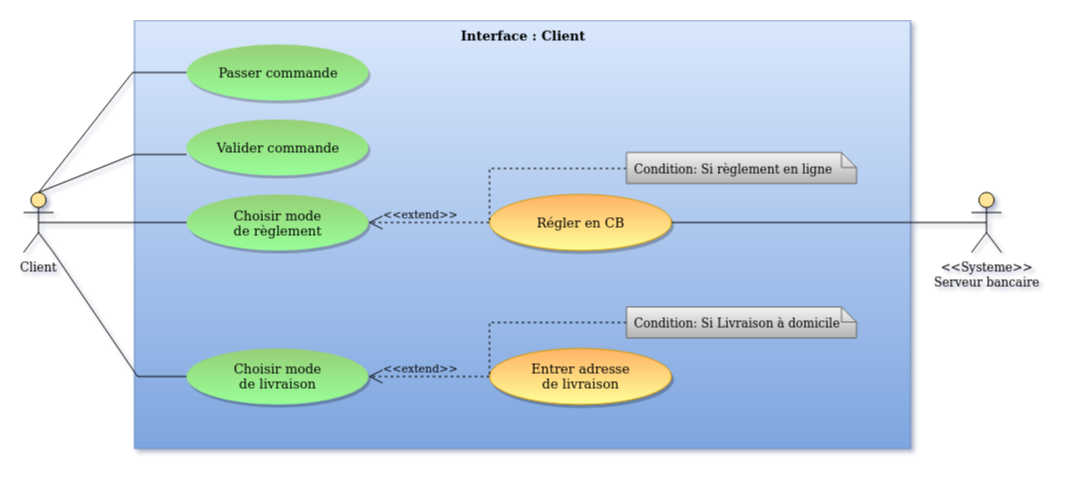 Interface : Client
Passer commande
Valider commande
Condition: Si règlement en ligne
Choisir mode
de règlement
<<extend>>
Régler en CB
Client
<<Systeme>>
Serveur bancaire
Condition: Si Livraison à domicile
Choisir mode
de livraison
<<extend>>
Entrer adresse
de livraison